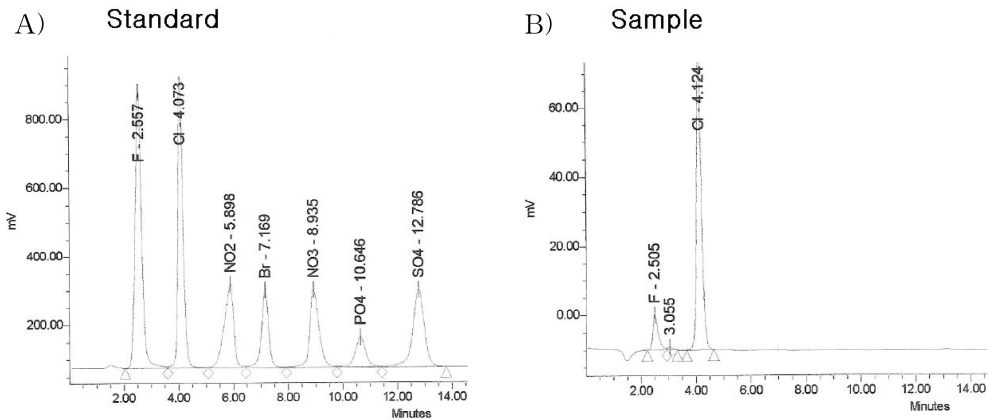 A) Standard
800.00
600.00
400.00
200.00
mV
F - 2.557
Cl - 4.073
NO2 - 5.898
Br - 7.169
NO3 - 8.935
PO4 - 10.646
SO4 - 12.786
2.00 4.00 6.00 8.00 10.00 12.00 14.00
Minutes
B) Sample
60.00
40.00
20.00
0.00
mV
F - 2.505
3.055
Cl - 4.124
2.00 4.00 6.00 8.00 10.00 12.00 14.00
Minutes